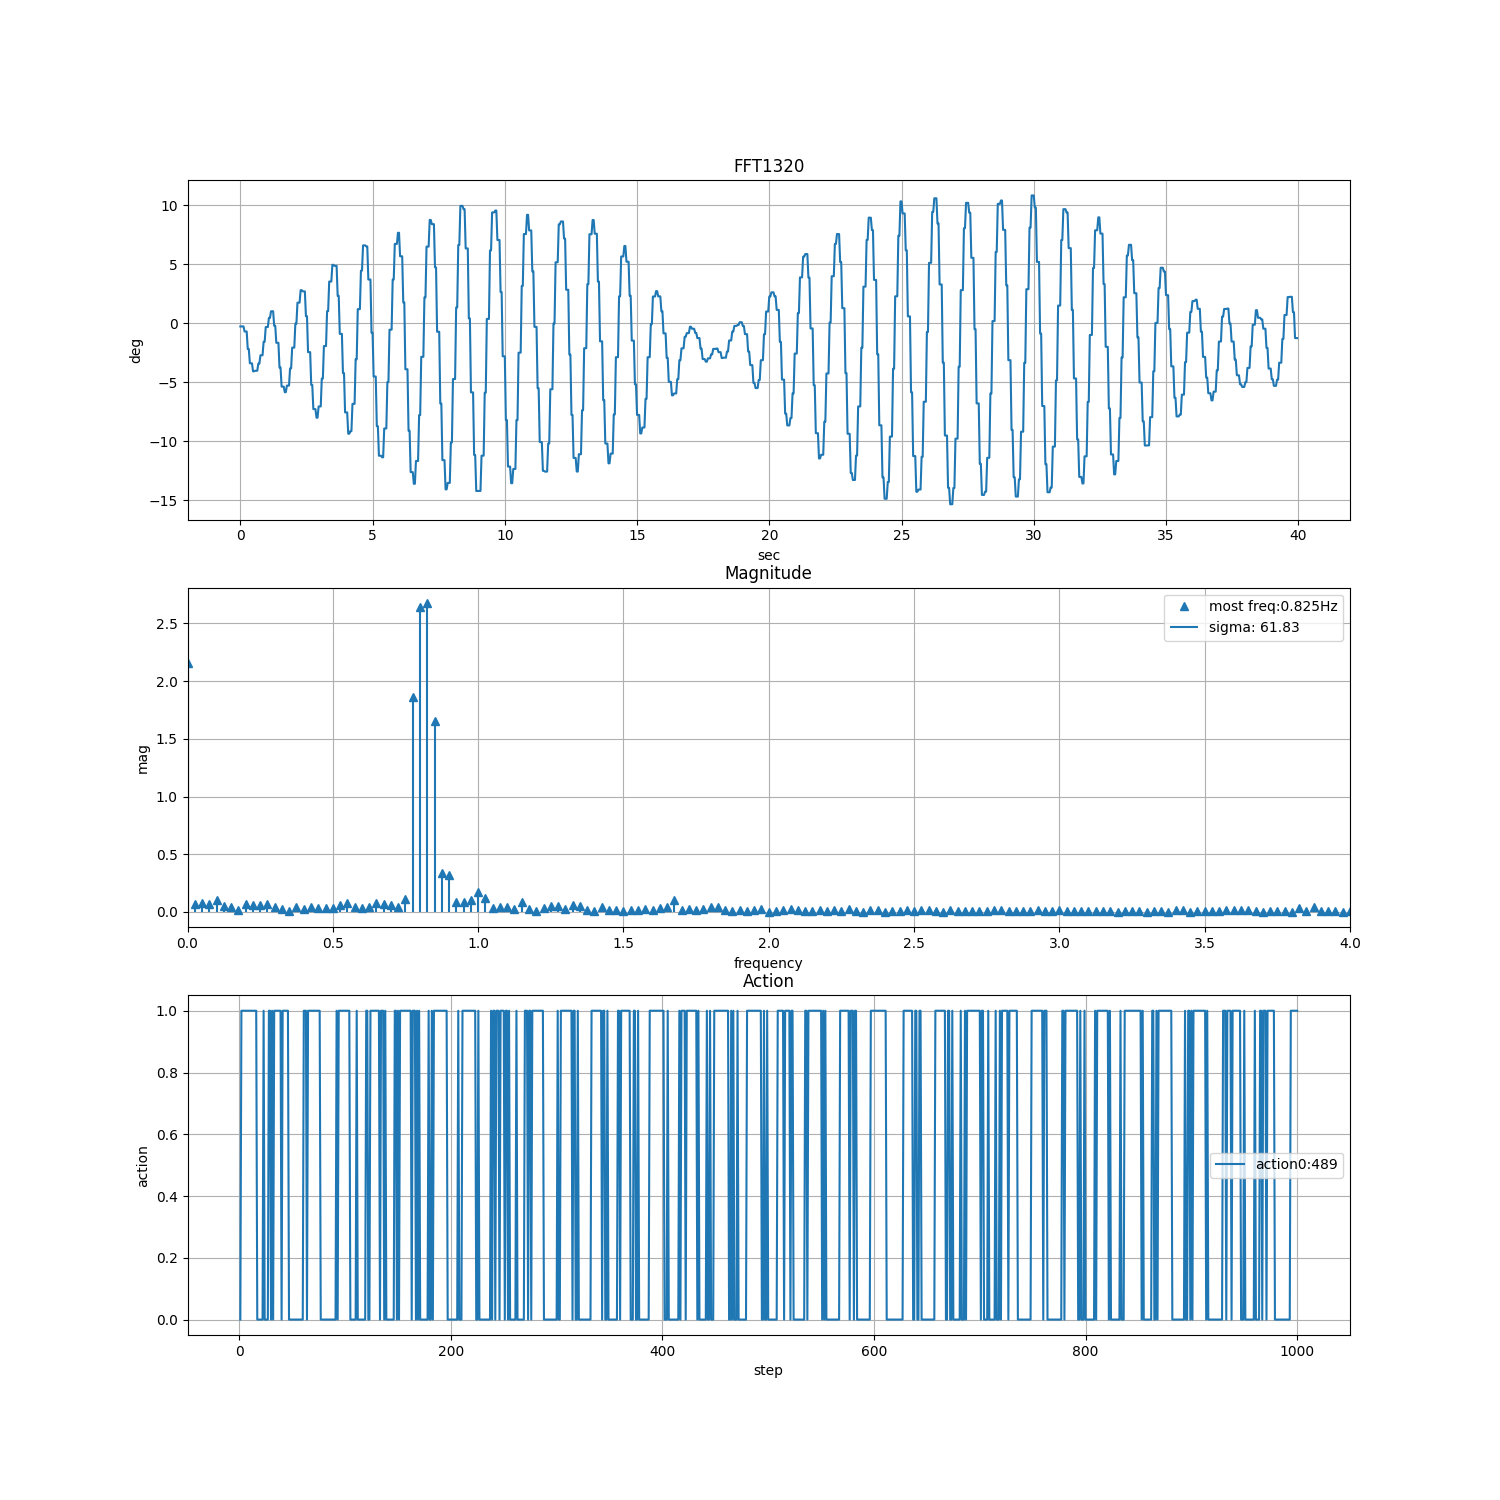 FFT1320
10
5
0
−5
−10
−15
deg
0 5 10 15 20 25 30 35 40
sec
Magnitude
most freq:0.825Hz
sigma: 61.83
2.5
2.0
1.5
1.0
0.5
0.0
mag
0.0 0.5 1.0 1.5 2.0 2.5 3.0 3.5 4.0
frequency
Action
1.0
0.8
0.6
0.4
0.2
0.0
action
action0:489
0 200 400 600 800 1000
step